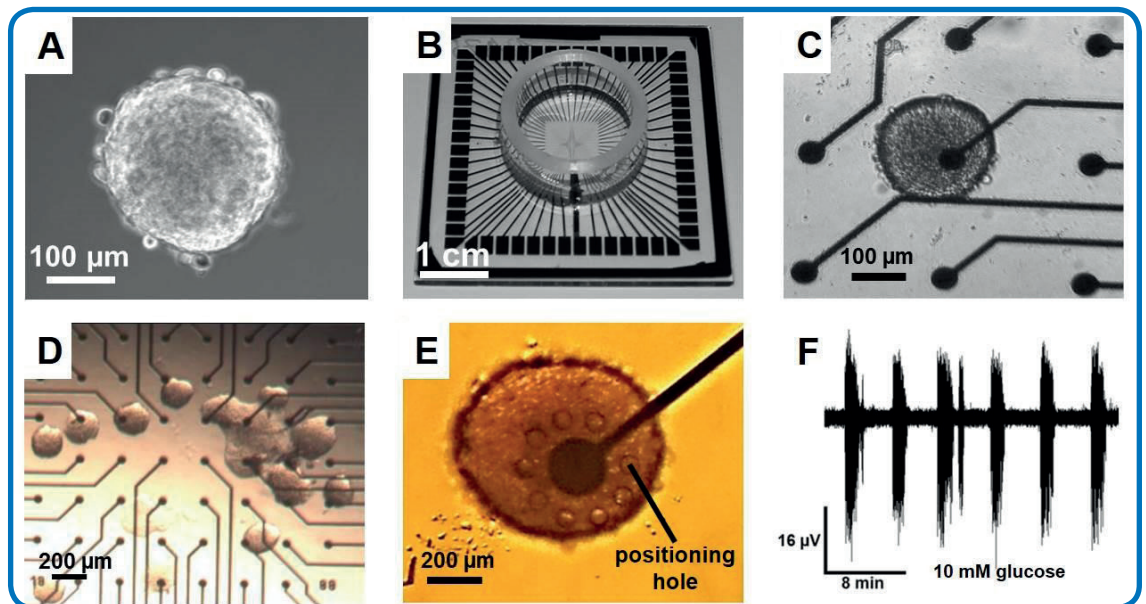 A
100 µm
B
1 cm
C
100 µm
D
200 µm
E
positioning
hole
200 µm
F
16 µV
8 min
10 mM glucose